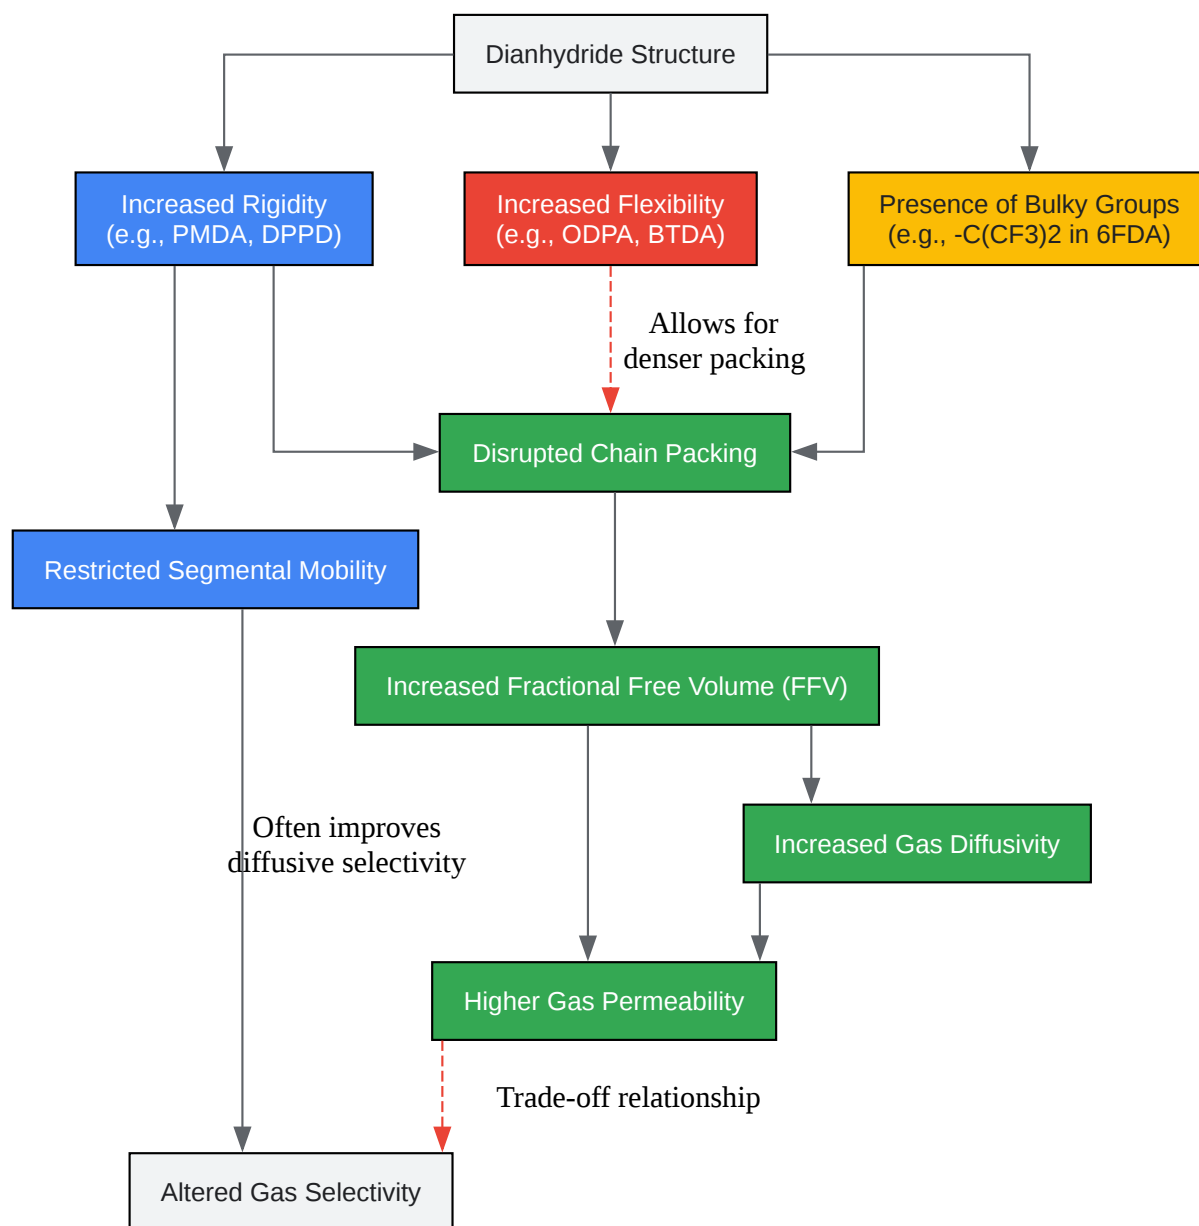 Dianhydride Structure
Increased Rigidity
(e.g., PMDA, DPPD)
Increased Flexibility
(e.g., ODPA, BTDA)
Presence of Bulky Groups
(e.g., -C(CF3)2 in 6FDA)
Allows for
denser packing
Disrupted Chain Packing
Restricted Segmental Mobility
Increased Fractional Free Volume (FFV)
Often improves
diffusive selectivity
Increased Gas Diffusivity
Higher Gas Permeability
Trade-off relationship
Altered Gas Selectivity